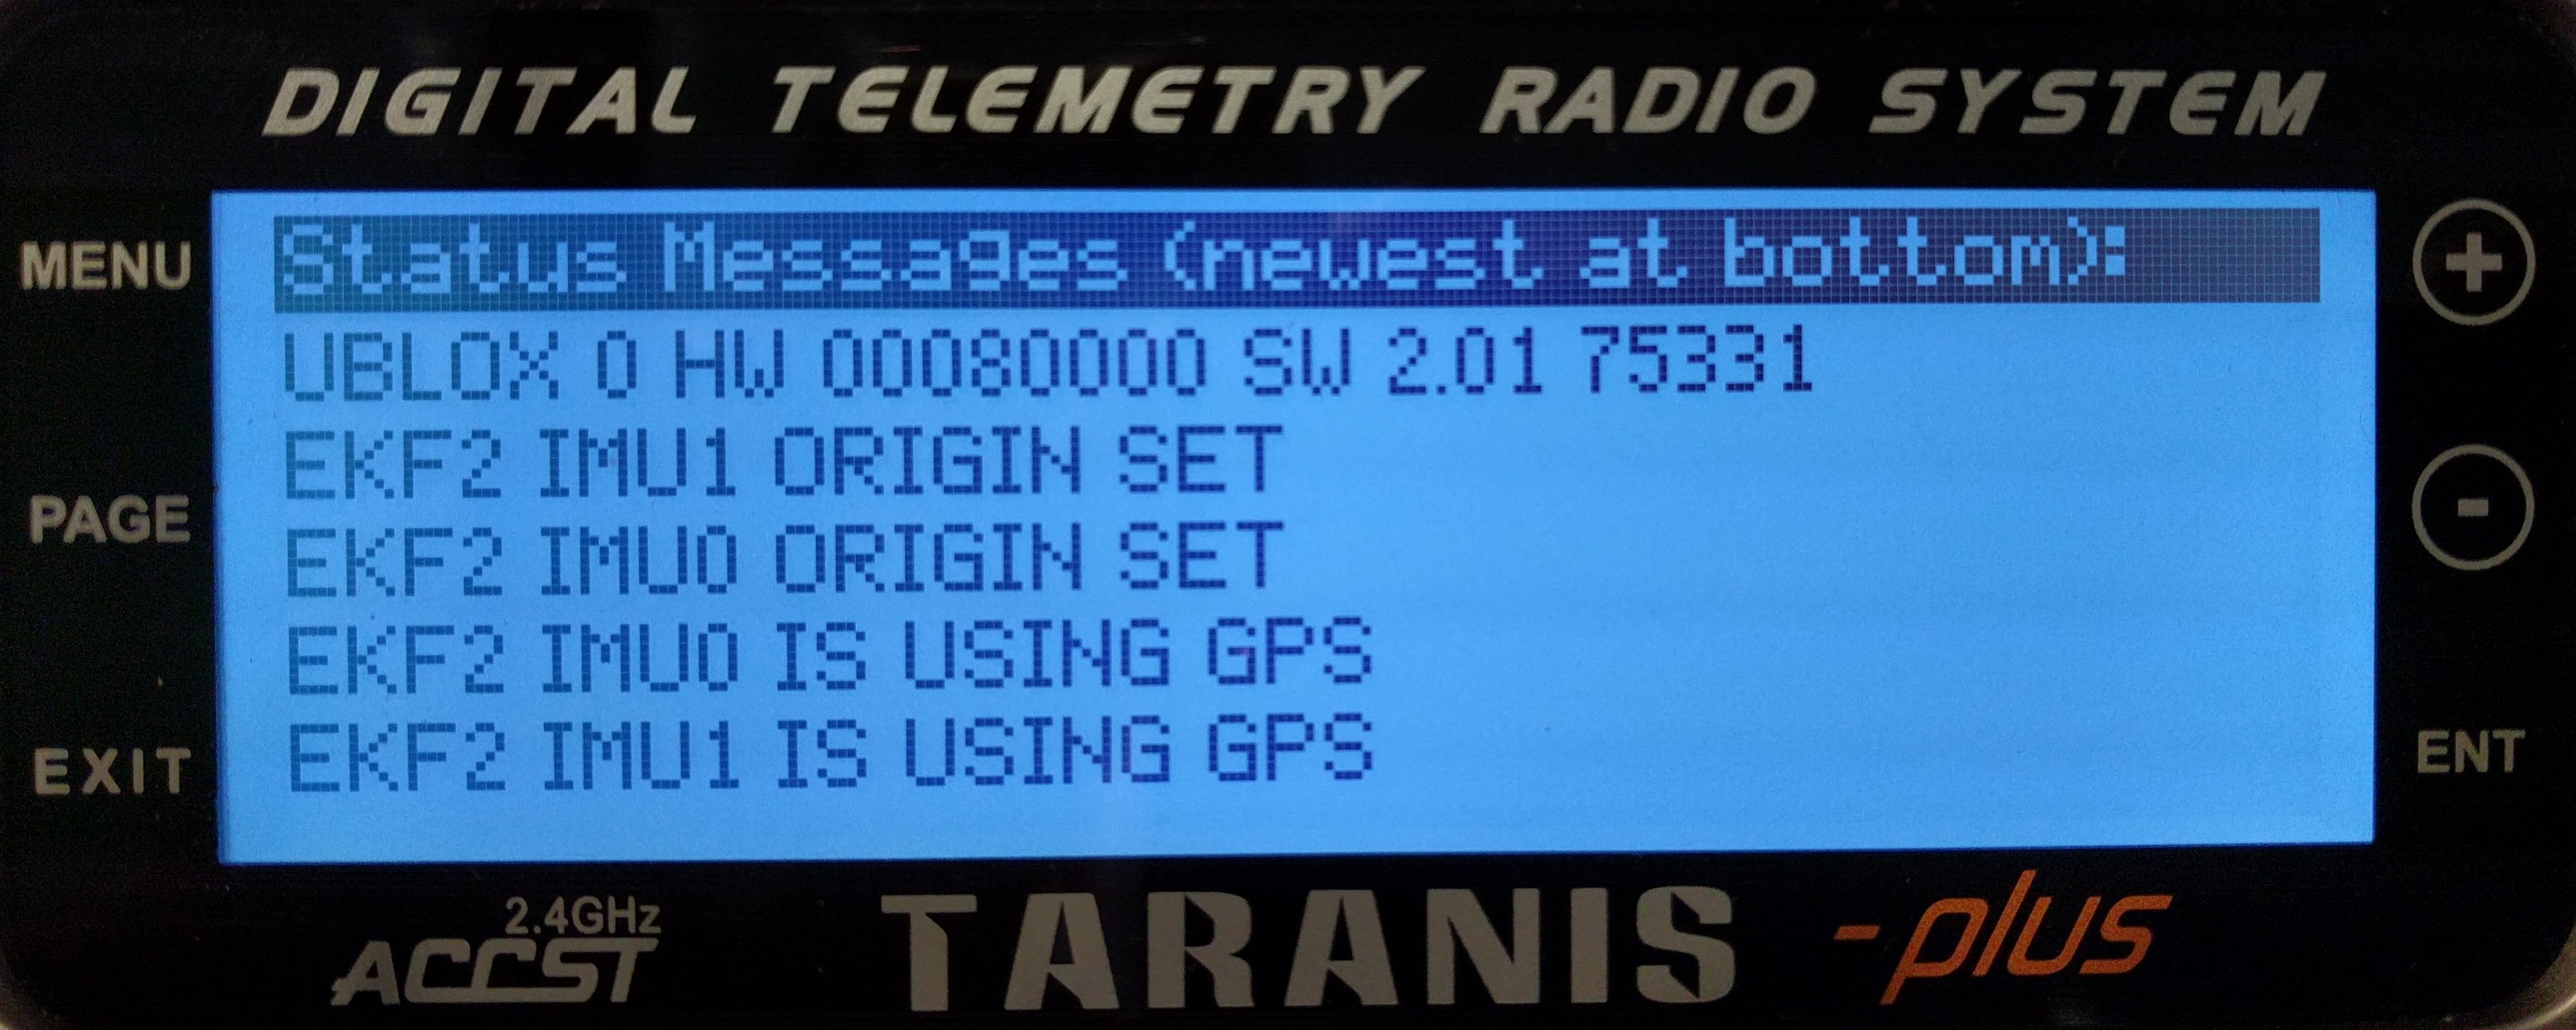 DIGITAL TELEMETRY RADIO SYSTEM
MENU
PAGE
EXIT
Status Messages (newest at bottom):
UBLOX 0 HW 00080000 SW 2.01 75331
EKF2 IMU1 ORIGIN SET
EKF2 IMU0 ORIGIN SET
EKF2 IMU0 IS USING GPS
EKF2 IMU1 IS USING GPS
+
-
ENT
2.4GHz
ACCST
TARANIS -plus